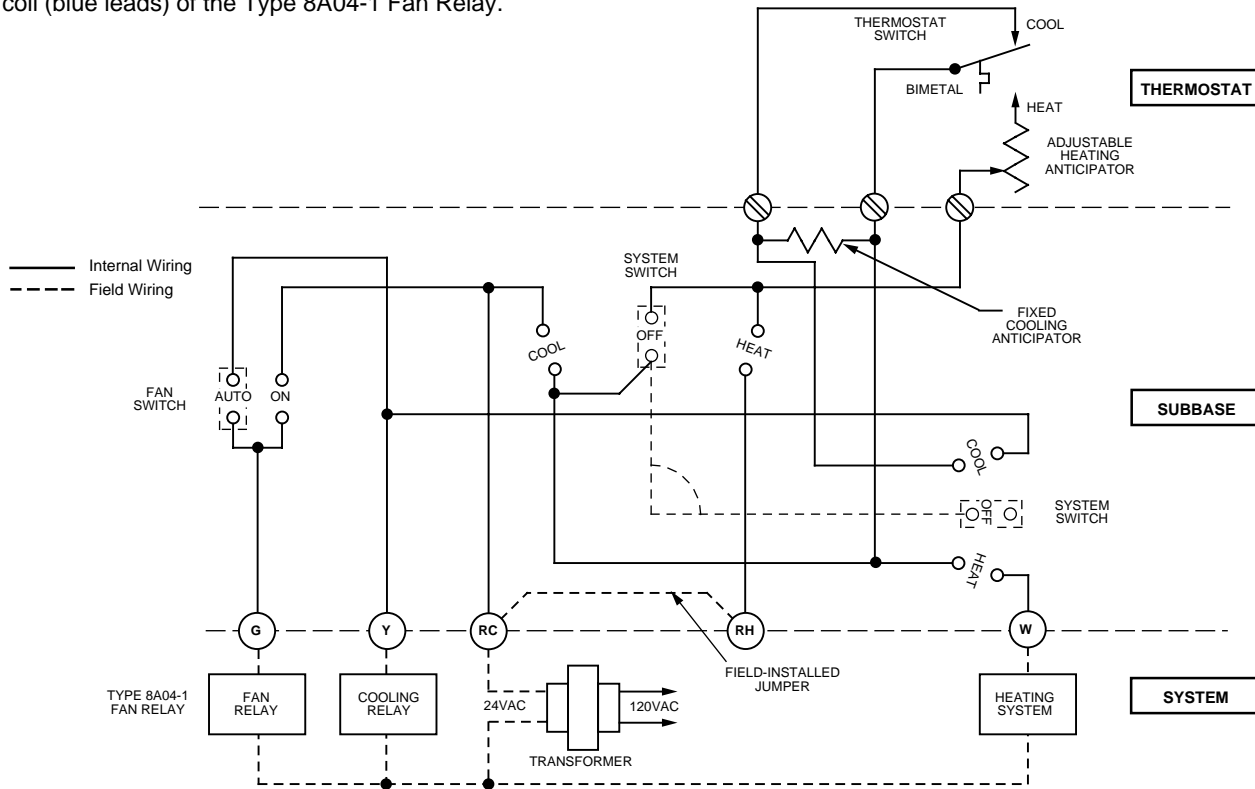 coil (blue leads) of the Type 8A04-1 Fan Relay.
THERMOSTAT
SWITCH
COOL
BIMETAL
THERMOSTAT
HEAT
ADJUSTABLE
HEATING
ANTICIPATOR
Internal Wiring
Field Wiring
SYSTEM
SWITCH
OFF
COOL
HEAT
FIXED
COOLING
ANTICIPATOR
FAN
SWITCH
AUTO
ON
SUBBASE
COOL
OFF
SYSTEM
SWITCH
HEAT
G
Y
RC
RH
W
FIELD-INSTALLED
JUMPER
TYPE 8A04-1
FAN RELAY
FAN
RELAY
COOLING
RELAY
24VAC
120VAC
TRANSFORMER
HEATING
SYSTEM
SYSTEM